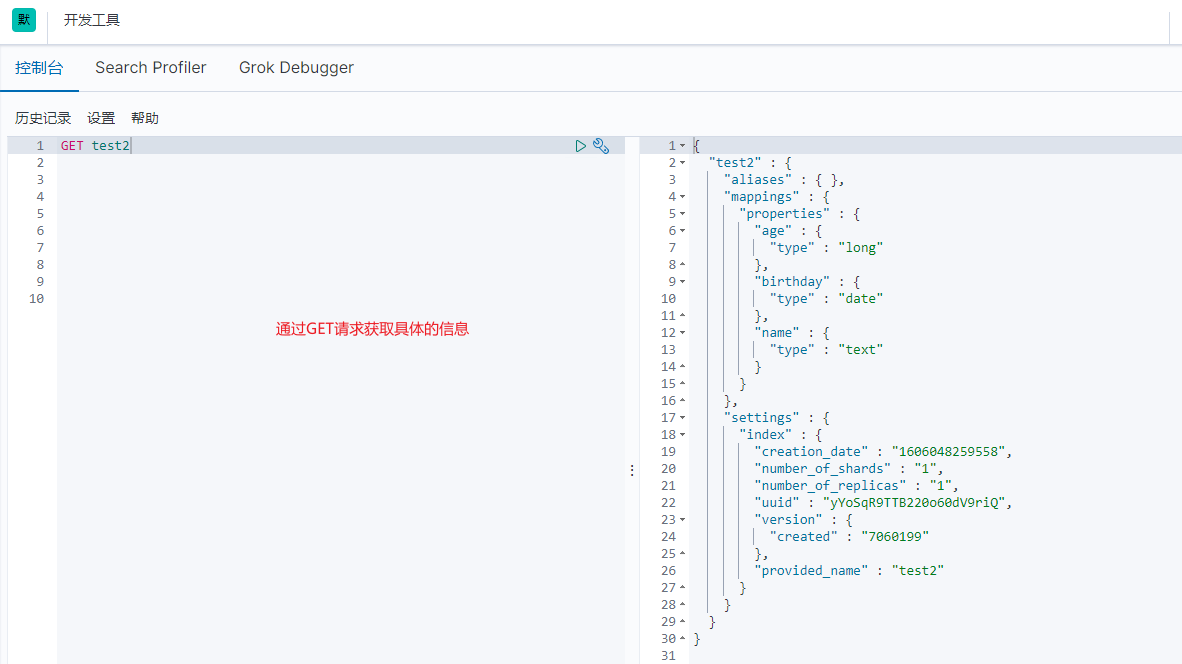 默 开发工具
控制台 Search Profiler Grok Debugger
历史记录 设置 帮助
1 GET test2
2
3
4
5
6
7
8
9
10
通过GET请求获取具体的信息
1 {
2 "test2" : {
3 "aliases" : { },
4 "mappings" : {
5 "properties" : {
6 "age" : {
7 "type" : "long"
8 },
9 "birthday" : {
10 "type" : "date"
11 },
12 "name" : {
13 "type" : "text"
14 }
15 }
16 },
17 "settings" : {
18 "index" : {
19 "creation_date" : "1606048259558",
20 "number_of_shards" : "1",
21 "number_of_replicas" : "1",
22 "uuid" : "yYoSqR9TTB220o60dV9riQ",
23 "version" : {
24 "created" : "7060199"
25 },
26 "provided_name" : "test2"
27 }
28 }
29 }
30 }
31